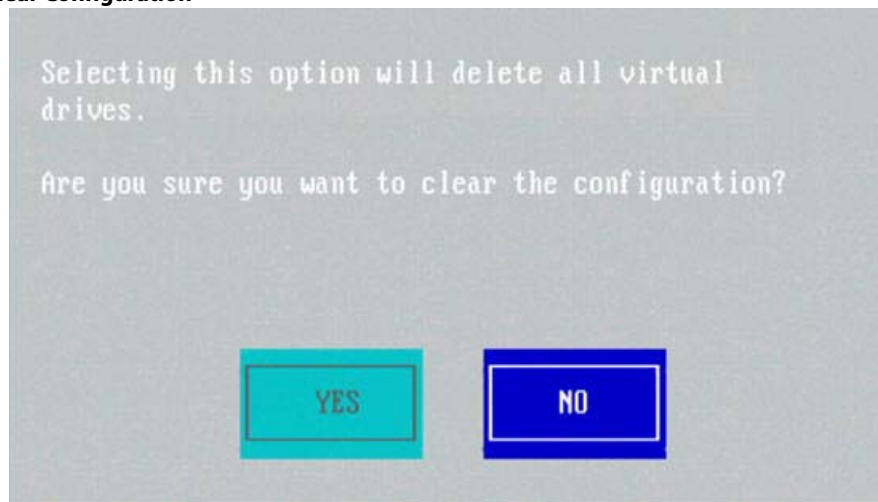 Selecting this option will delete all virtual
drives.
Are you sure you want to clear the configuration?
YES
NO